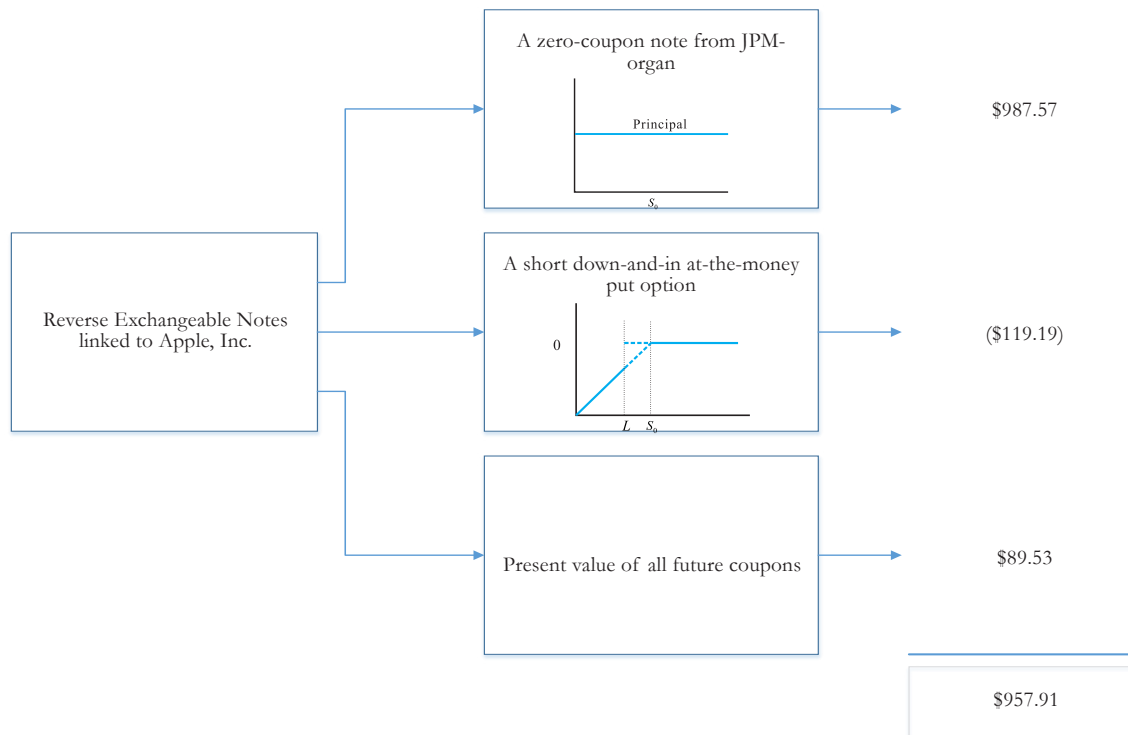 A zero-coupon note from JPM-
organ
Principal
S₀
$987.57
Reverse Exchangeable Notes
linked to Apple, Inc.
A short down-and-in at-the-money
put option
0
L S₀
($119.19)
Present value of all future coupons
$89.53
$957.91